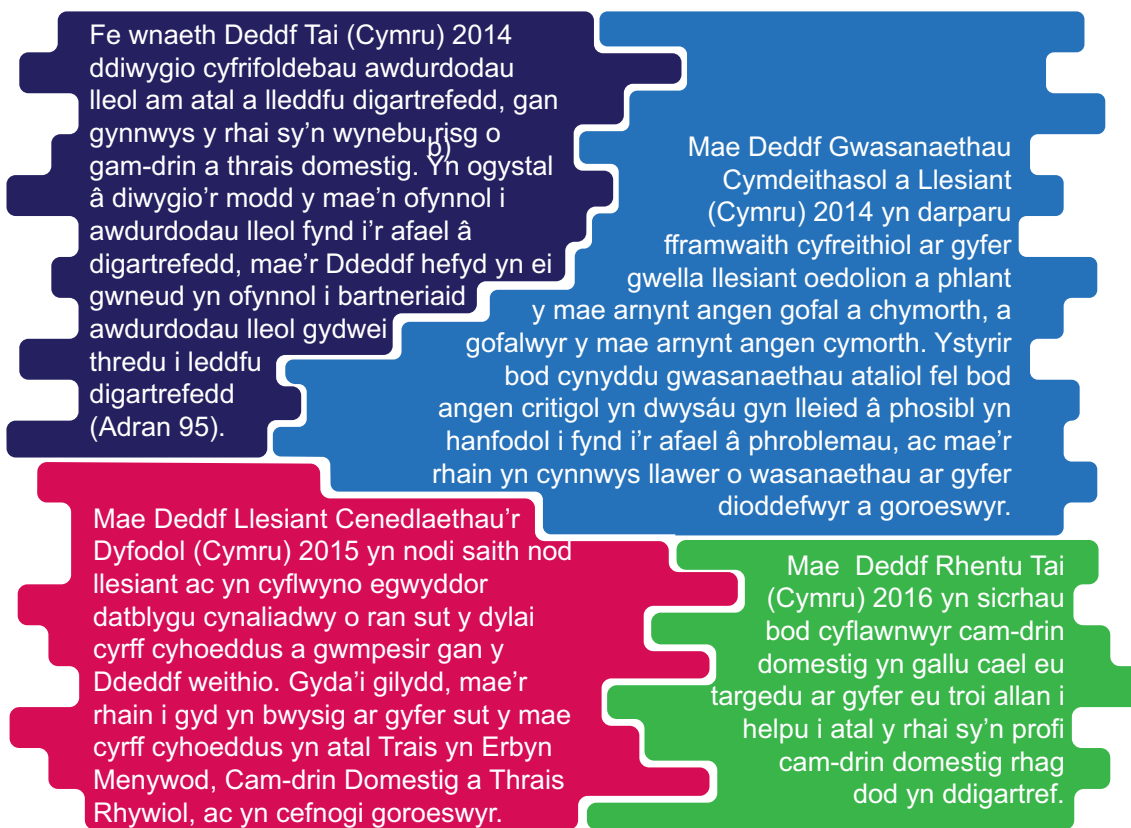 Fe wnaeth Deddf Tai (Cymru) 2014
ddiwygio cyfrifoldebau awdurdodau
lleol am atal a lleddfu digartrefedd, gan
gynnwys y rhai sy’n wynebu risg o
b)
gam-drin a thrais domestig. Yn ogystal
â diwygio’r modd y mae’n ofynnol i
awdurdodau lleol fynd i’r afael â
digartrefedd, mae’r Ddeddf hefyd yn ei
gwneud yn ofynnol i bartneriaid
awdurdodau lleol gydwei
thredu i leddfu
digartrefedd
(Adran 95).
Mae Deddf Gwasanaethau
Cymdeithasol a Llesiant
(Cymru) 2014 yn darparu
fframwaith cyfreithiol ar gyfer
gwella llesiant oedolion a phlant
y mae arnynt angen gofal a chymorth, a
gofalwyr y mae arnynt angen cymorth. Ystyrir
bod cynyddu gwasanaethau ataliol fel bod
angen critigol yn dwysáu gyn lleied â phosibl yn
hanfodol i fynd i’r afael â phroblemau, ac mae’r
rhain yn cynnwys llawer o wasanaethau ar gyfer
dioddefwyr a goroeswyr.
Mae Deddf Llesiant Cenedlaethau’r
Dyfodol (Cymru) 2015 yn nodi saith nod
llesiant ac yn cyflwyno egwyddor
datblygu cynaliadwy o ran sut y dylai
cyrff cyhoeddus a gwmpesir gan y
Ddeddf weithio. Gyda’i gilydd, mae’r
rhain i gyd yn bwysig ar gyfer sut y mae
cyrff cyhoeddus yn atal Trais yn Erbyn
Menywod, Cam-drin Domestig a Thrais
Rhywiol, ac yn cefnogi goroeswyr.
Mae Deddf Rhentu Tai
(Cymru) 2016 yn sicrhau
bod cyflawnwyr cam-drin
domestig yn gallu cael eu
targedu ar gyfer eu troi allan i
helpu i atal y rhai sy’n profi
cam-drin domestig rhag
dod yn ddigartref.